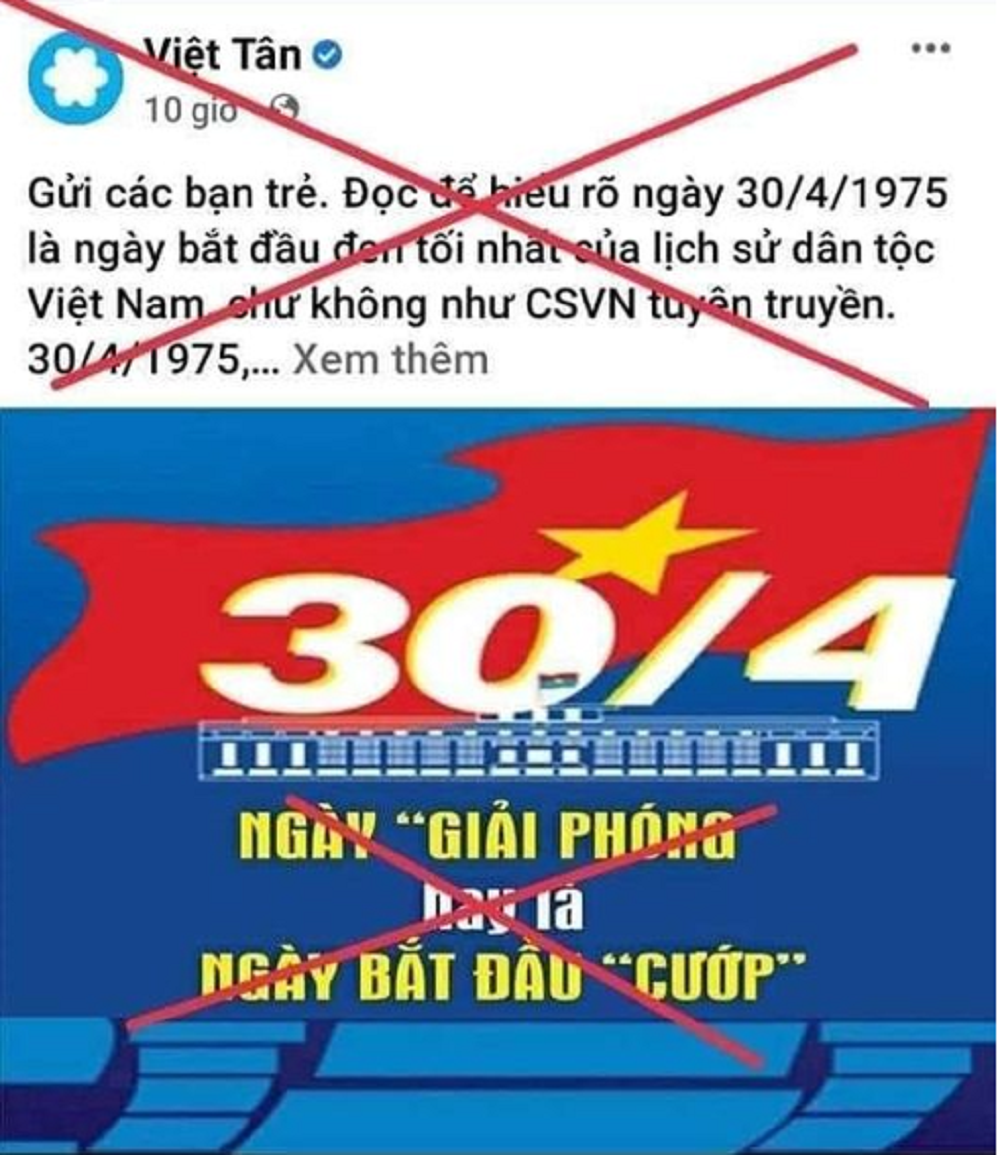 Việt Tân
10 giờ
Gửi các bạn trẻ. Đọc để hiểu rõ ngày 30/4/1975
là ngày bắt đầu đen tối nhất của lịch sử dân tộc
Việt Nam, chứ không như CSVN tuyên truyền.
30/4/1975,... Xem thêm
30/4
NGÀY “GIẢI PHÓNG
hay là
NGÀY BẮT ĐẦU “CƯỚP”